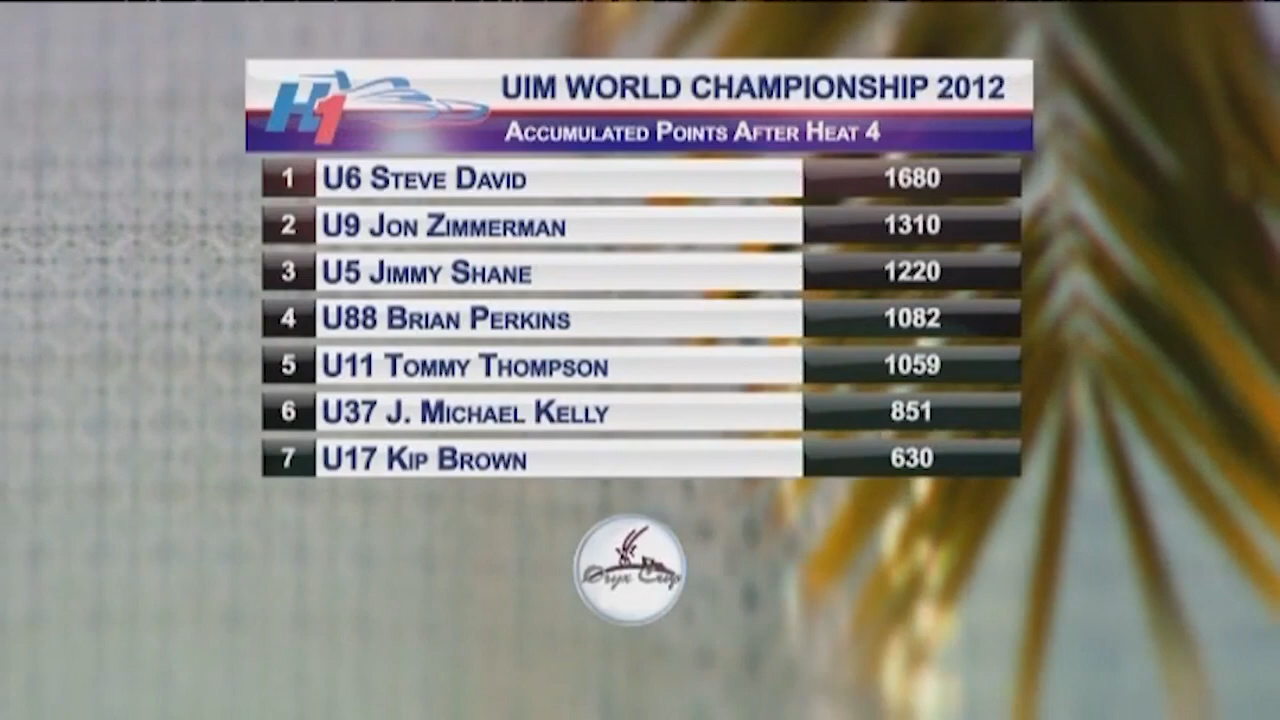 H1
UIM WORLD CHAMPIONSHIP 2012
ACCUMULATED POINTS AFTER HEAT 4
1 U6 STEVE DAVID 1680
2 U9 JON ZIMMERMAN 1310
3 U5 JIMMY SHANE 1220
4 U88 BRIAN PERKINS 1082
5 U11 TOMMY THOMPSON 1059
6 U37 J. MICHAEL KELLY 851
7 U17 KIP BROWN 630
Oryx Cup